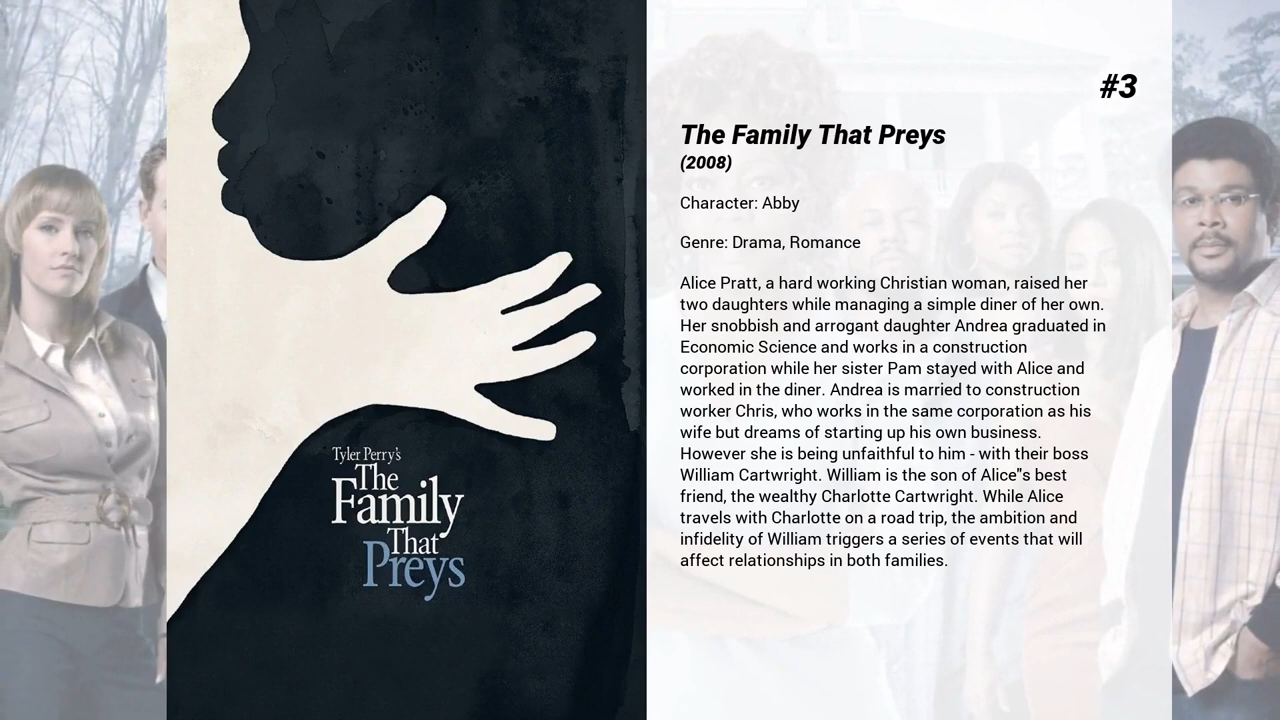 Tyler Perry's
The
Family
That
Preys
#3
The Family That Preys
(2008)
Character: Abby
Genre: Drama, Romance
Alice Pratt, a hard working Christian woman, raised her
two daughters while managing a simple diner of her own.
Her snobbish and arrogant daughter Andrea graduated in
Economic Science and works in a construction
corporation while her sister Pam stayed with Alice and
worked in the diner. Andrea is married to construction
worker Chris, who works in the same corporation as his
wife but dreams of starting up his own business.
However she is being unfaithful to him - with their boss
William Cartwright. William is the son of Alice"s best
friend, the wealthy Charlotte Cartwright. While Alice
travels with Charlotte on a road trip, the ambition and
infidelity of William triggers a series of events that will
affect relationships in both families.